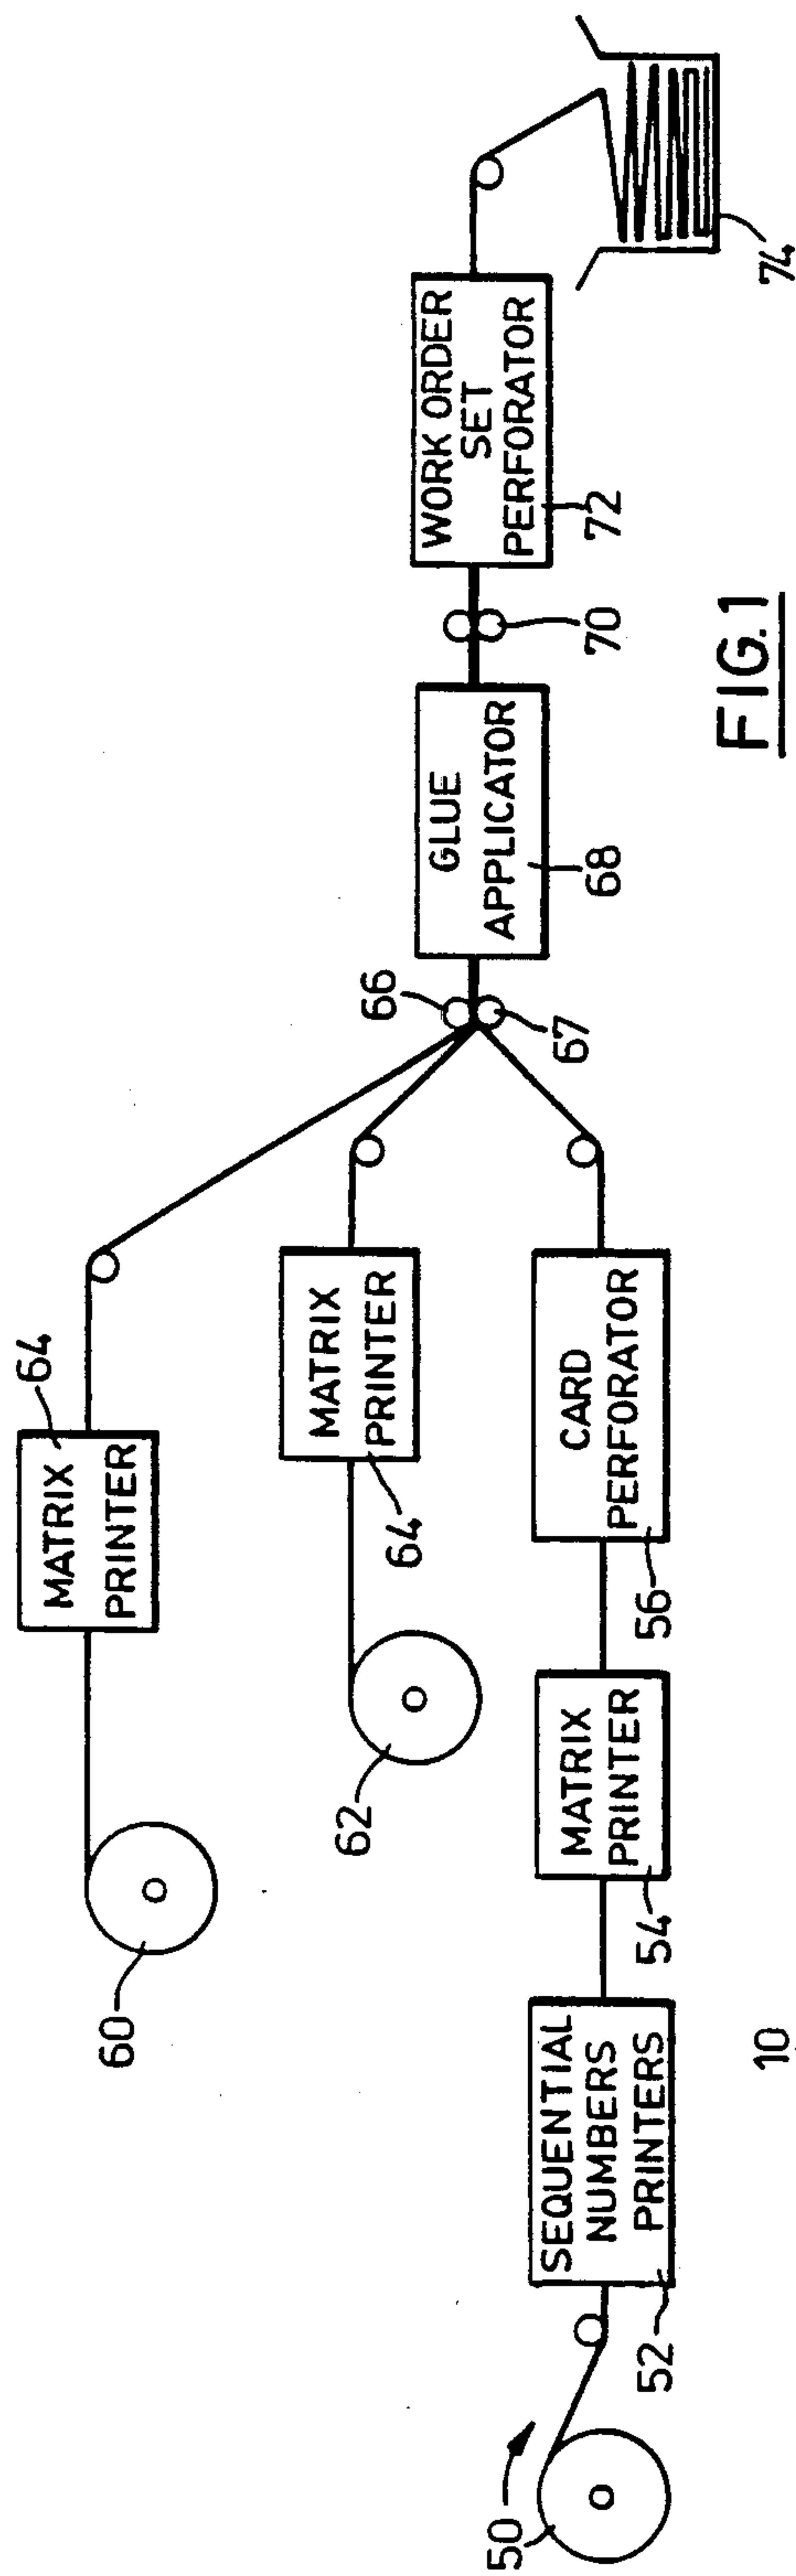 64
MATRIX
PRINTER
60
MATRIX
PRINTER
64
62
66
67
GLUE
APPLICATOR
68
70
WORK ORDER
SET
PERFORATOR
72
74
50
SEQUENTIAL
NUMBERS
PRINTERS
52
MATRIX
PRINTER
54
CARD
PERFORATOR
56
FIG.1
10